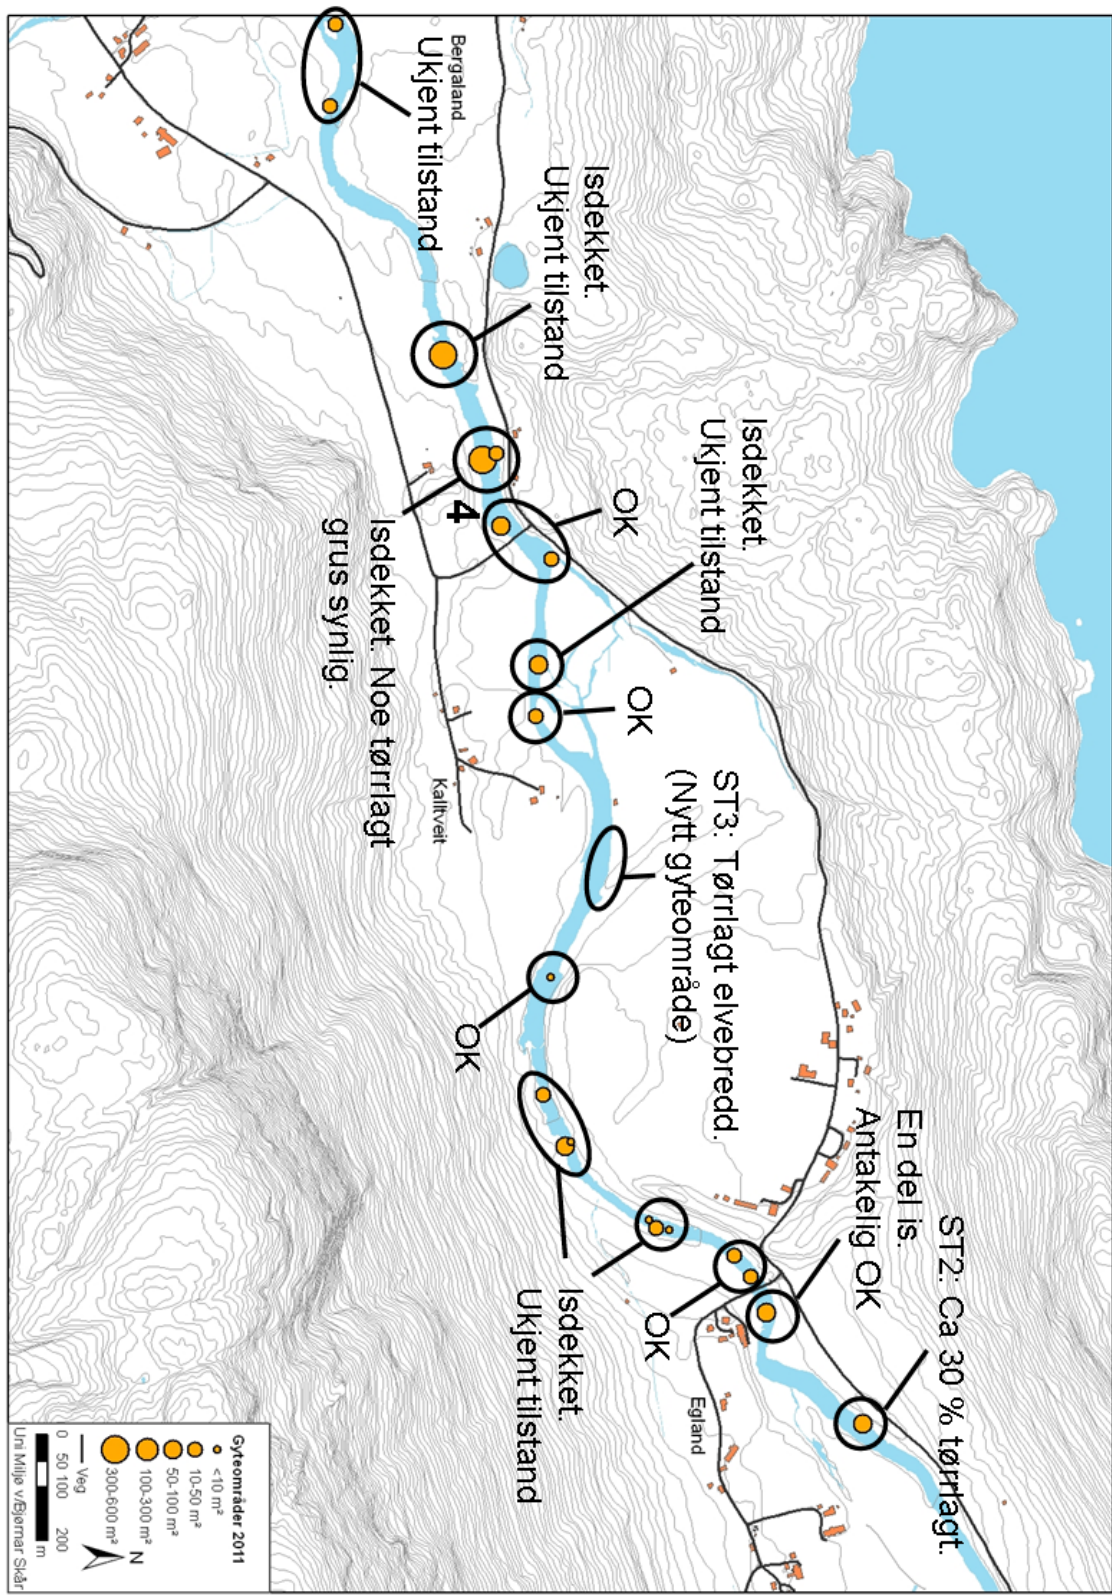 Bergaland
Ukjent tilstand
Isdekket.
Ukjent tilstand
Isdekket.
Ukjent tilstand
OK
4
Isdekket. Noe tørrlagt
grus synlig.
OK
Kalltveit
ST3: Tørrlagt elvebredd.
(Nytt gyteområde)
OK
En del is.
Antakelig OK
ST2: Ca 30 % tørrlagt.
OK
Isdekket.
Ukjent tilstand
Egland
Gyteområder 2011
<10 m²
10-50 m²
50-100 m²
100-300 m²
300-600 m²
Veg
N
0 50 100 200
m
Uni Miljø v/Bjørnar Skår